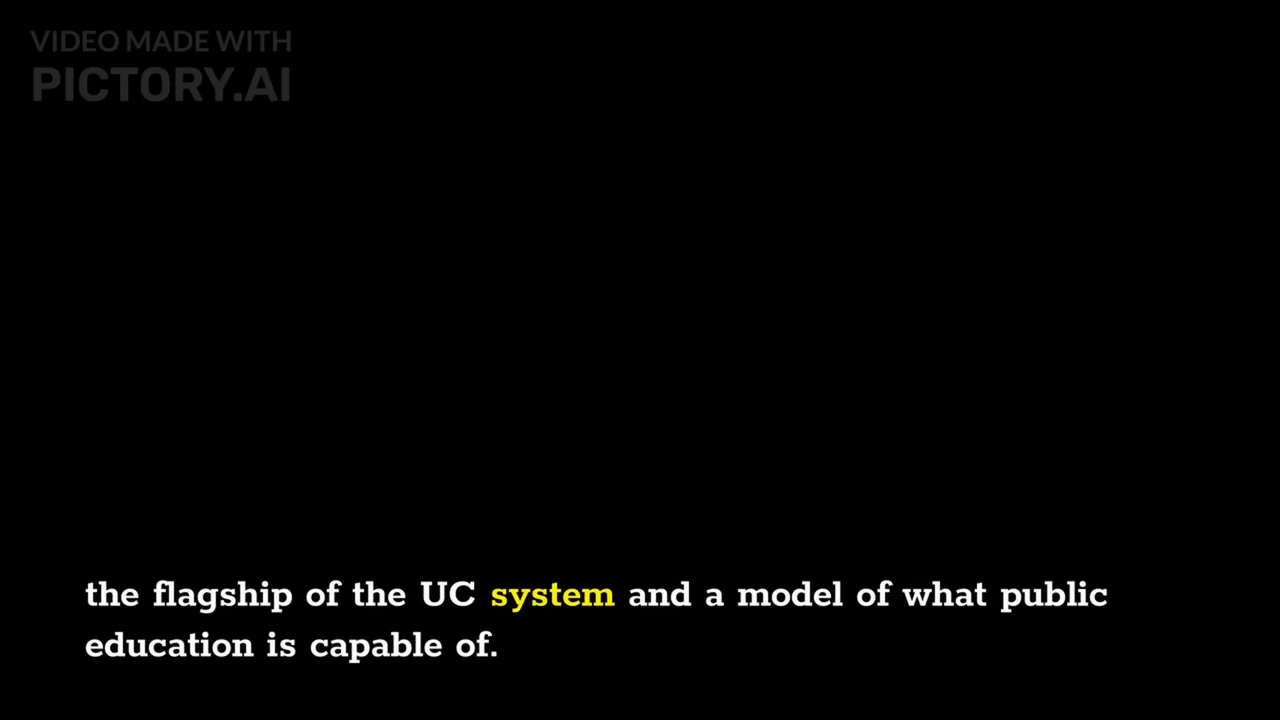 VIDEO MADE WITH
PICTORY.AI
the flagship of the UC system and a model of what public
education is capable of.